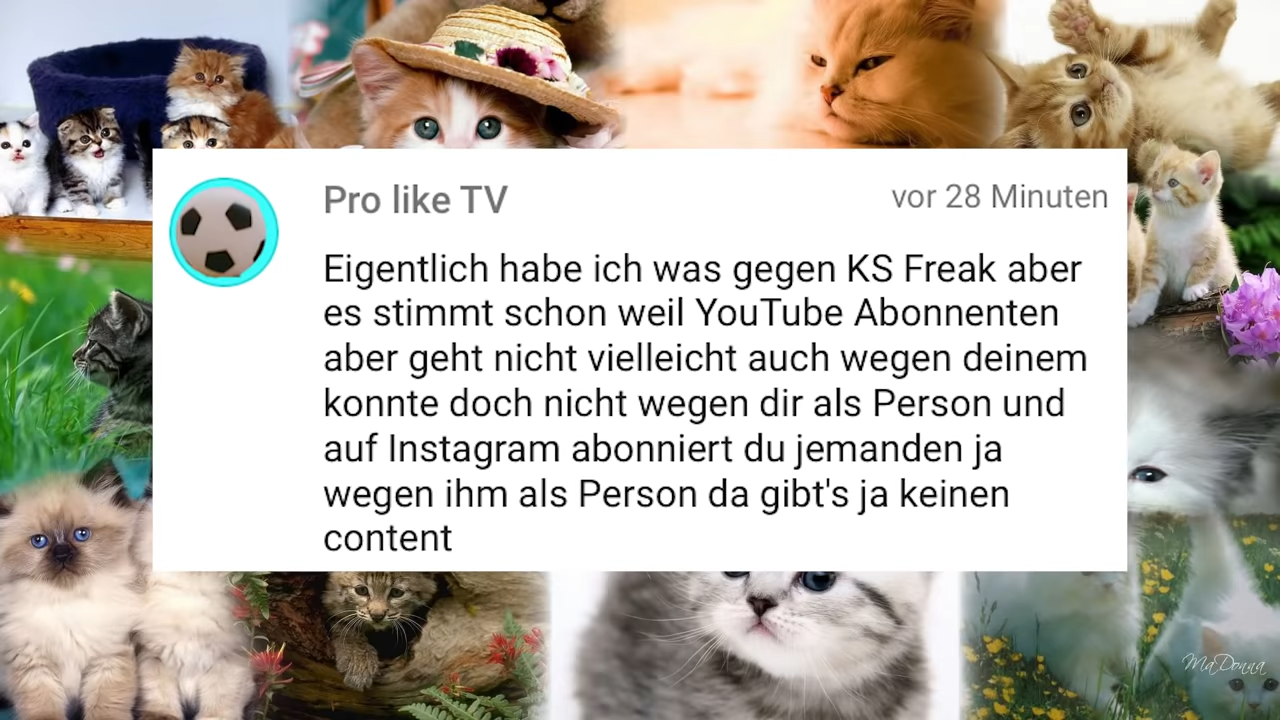 Pro like TV
vor 28 Minuten
Eigentlich habe ich was gegen KS Freak aber
es stimmt schon weil YouTube Abonnenten
aber geht nicht vielleicht auch wegen deinem
konnte doch nicht wegen dir als Person und
auf Instagram abonniert du jemanden ja
wegen ihm als Person da gibt's ja keinen
content
MaDonna